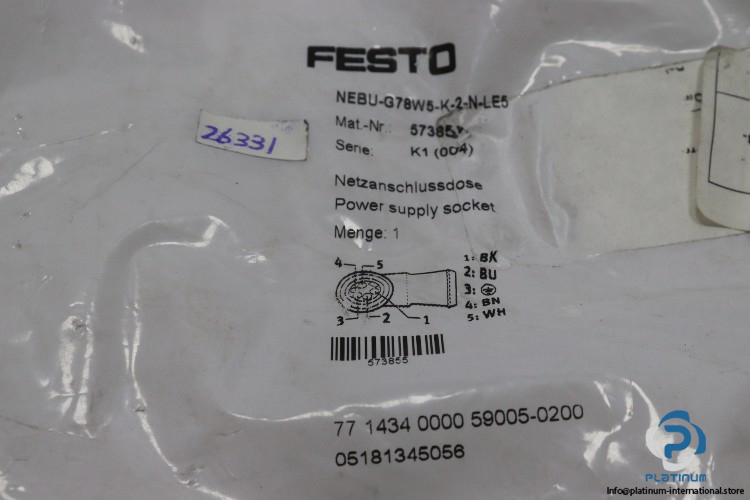 FESTO
NEBU-G78W5-K-2-N-LE5
26331
Mat.-Nr.: 573855
Serie: K1 (004)
Netzanschlussdose
Power supply socket
Menge: 1
4 5
3 2 1
1: BK
2: BU
3:
4: BN
5: WH
573855
77 1434 0000 59005-0200
05181345056
PLATINUM
Info@platinum-international.store